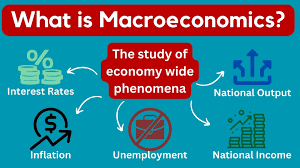 What is Macroeconomics?
The study of
economy wide
phenomena
Interest Rates
National Output
Inflation
Unemployment
National Income